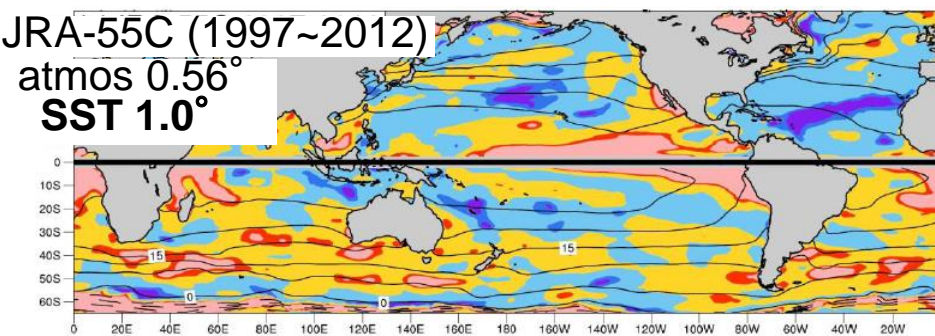 JRA-55C (1997~2012)
atmos 0.56°
SST 1.0°
0
10S
20S
30S
40S
50S
60S
15
15
0
0
0 20E 40E 60E 80E 100E 120E 140E 160E 180 160W 140W 120W 100W 80W 60W 40W 20W